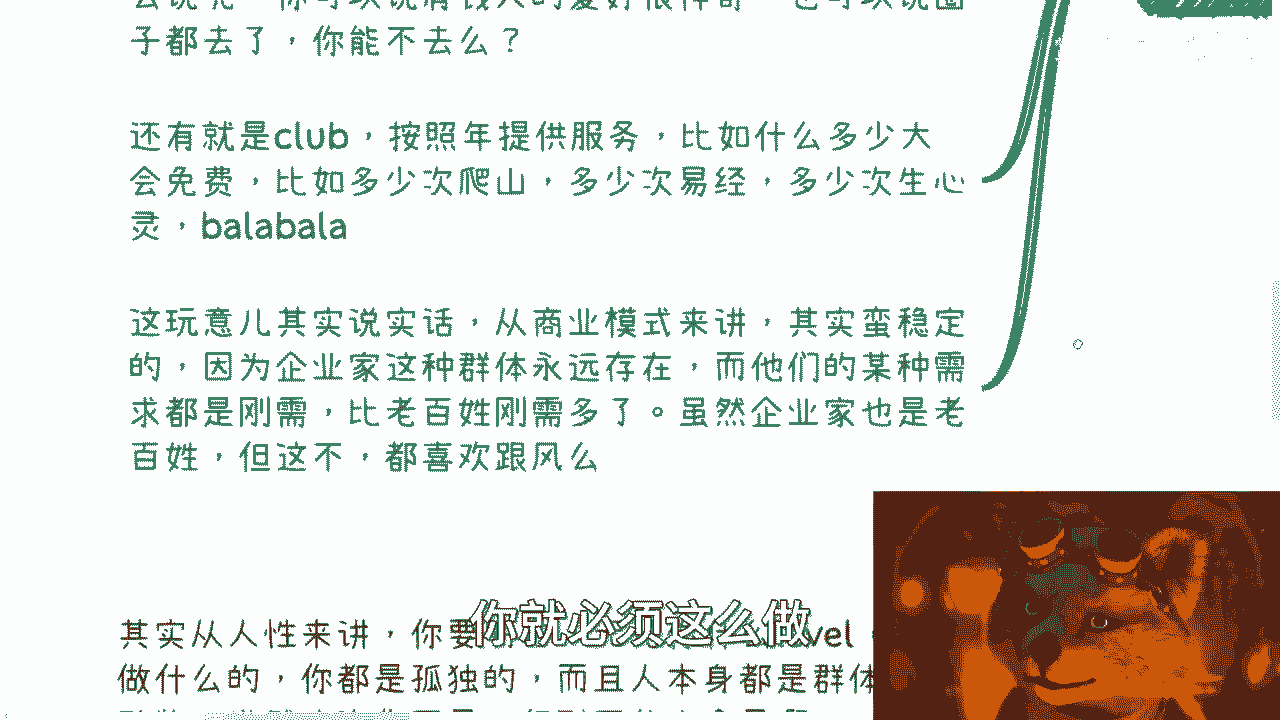 子都去了，你能不去么？
还有就是club，按照年提供服务，比如什么多少大
会免费，比如多少次爬山，多少次易经，多少次生心
灵，balabala
这玩意儿其实说实话，从商业模式来讲，其实蛮稳定
的，因为企业家这种群体永远存在，而他们的某种需
求都是刚需，比老百姓刚需多了。虽然企业家也是老
百姓，但这不，都喜欢跟风么
其实从人性来讲，你要
你就必须这么做
vel
做什么的，你都是孤独的，而且人本身都是群体